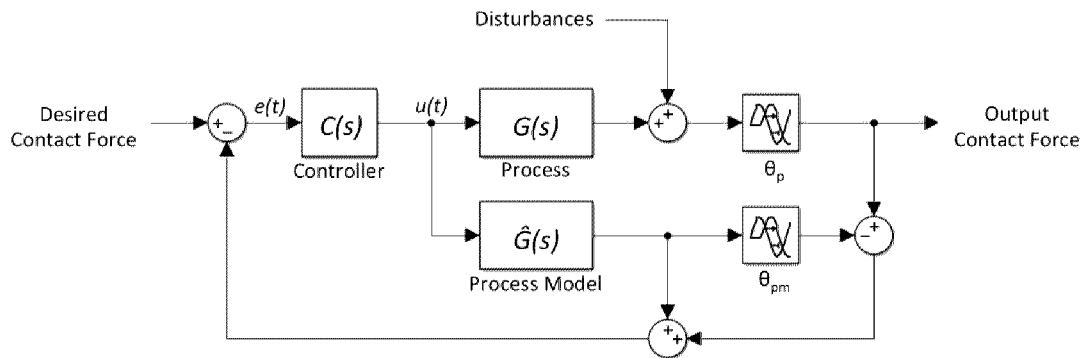 Disturbances
Desired
Contact Force
+
−
e(t)
C(s)
Controller
u(t)
G(s)
Process
+
+
θp
Output
Contact Force
Ĝ(s)
Process Model
θpm
+
−
+
+